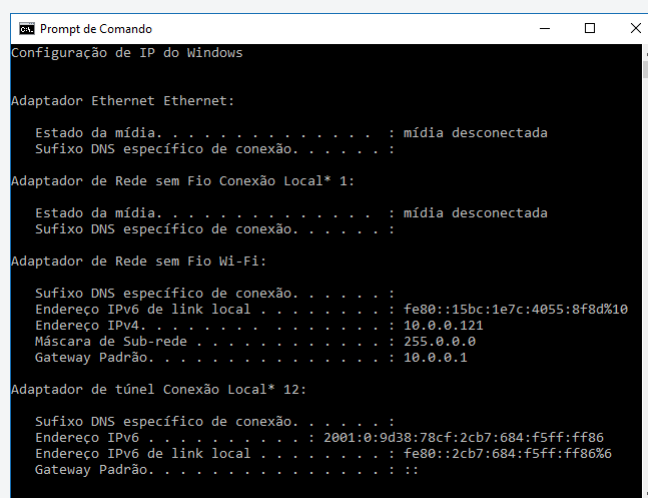 Prompt de Comando
Configuração de IP do Windows
Adaptador Ethernet Ethernet:
Estado da mídia. . . . . . . . . . . . . .  : mídia desconectada
Sufixo DNS específico de conexão. . . . . . :
Adaptador de Rede sem Fio Conexão Local* 1:
Estado da mídia. . . . . . . . . . . . . .  : mídia desconectada
Sufixo DNS específico de conexão. . . . . . :
Adaptador de Rede sem Fio Wi-Fi:
Sufixo DNS específico de conexão. . . . . . :
Endereço IPv6 de link local . . . . . . . . : fe80::15bc:1e7c:4055:8f8d%10
Endereço IPv4. . . . . . . .  . . . . . . . : 10.0.0.121
Máscara de Sub-rede . . . . . . . . . . . . : 255.0.0.0
Gateway Padrão. . . . . . . . . . . . . . . : 10.0.0.1
Adaptador de túnel Conexão Local* 12:
Sufixo DNS específico de conexão. . . . . . :
Endereço IPv6 . . . . . . . . . . : 2001:0:9d38:78cf:2cb7:684:f5ff:ff86
Endereço IPv6 de link local . . . . . . . . : fe80::2cb7:684:f5ff:ff86%6
Gateway Padrão. . . . . . . . . . . . . . . : ::